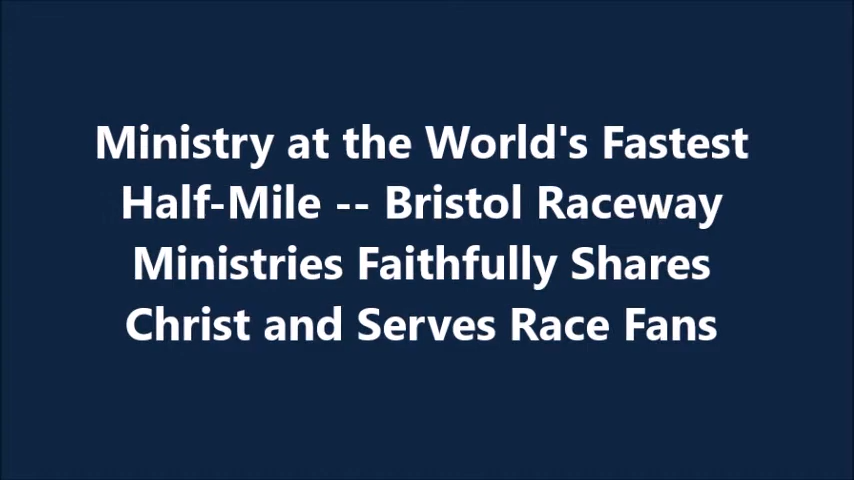 Ministry at the World's Fastest
Half-Mile -- Bristol Raceway
Ministries Faithfully Shares
Christ and Serves Race Fans